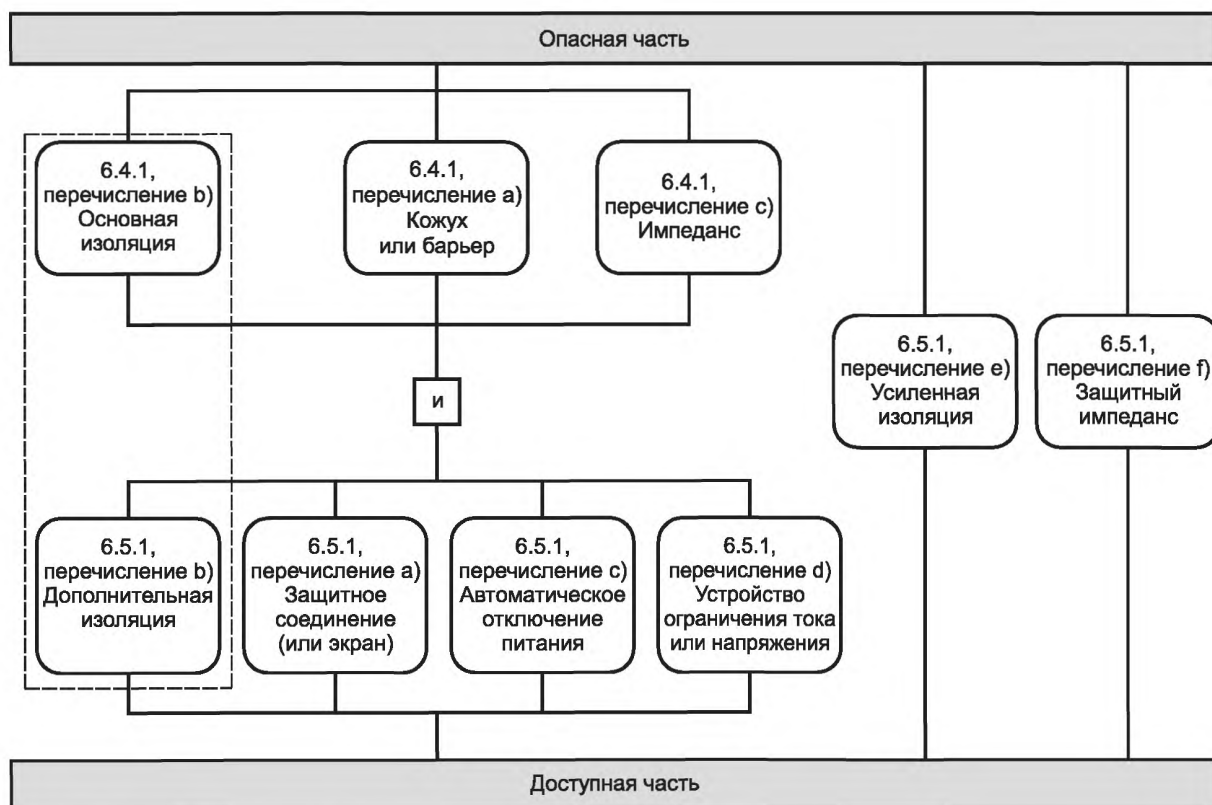 Опасная часть
6.4.1,
перечисление b)
Основная
изоляция
6.4.1,
перечисление a)
Кожух
или барьер
6.4.1,
перечисление c)
Импеданс
6.5.1,
перечисление e)
Усиленная
изоляция
6.5.1,
перечисление f)
Защитный
импеданс
и
6.5.1,
перечисление b)
Дополнительная
изоляция
6.5.1,
перечисление a)
Защитное
соединение
(или экран)
6.5.1,
перечисление c)
Автоматическое
отключение
питания
6.5.1,
перечисление d)
Устройство
ограничения тока
или напряжения
Доступная часть